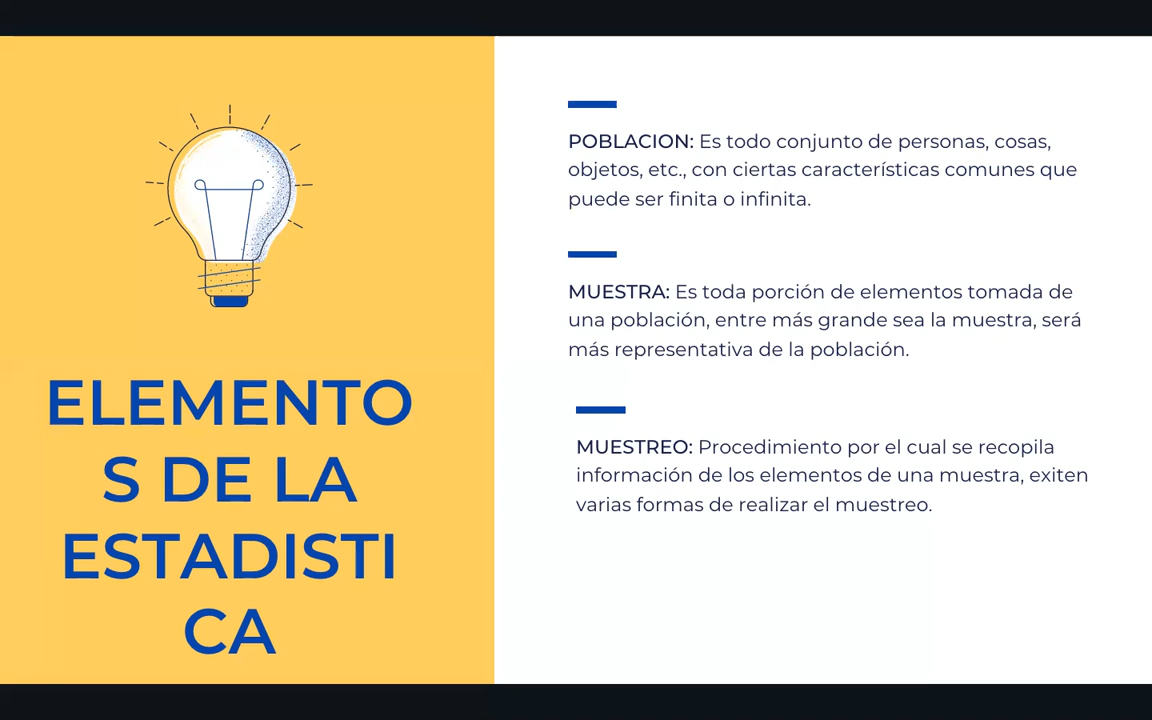 ELEMENTO
S DE LA
ESTADISTI
CA
POBLACION: Es todo conjunto de personas, cosas,
objetos, etc., con ciertas características comunes que
puede ser finita o infinita.
MUESTRA: Es toda porción de elementos tomada de
una población, entre más grande sea la muestra, será
más representativa de la población.
MUESTREO: Procedimiento por el cual se recopila
información de los elementos de una muestra, exiten
varias formas de realizar el muestreo.